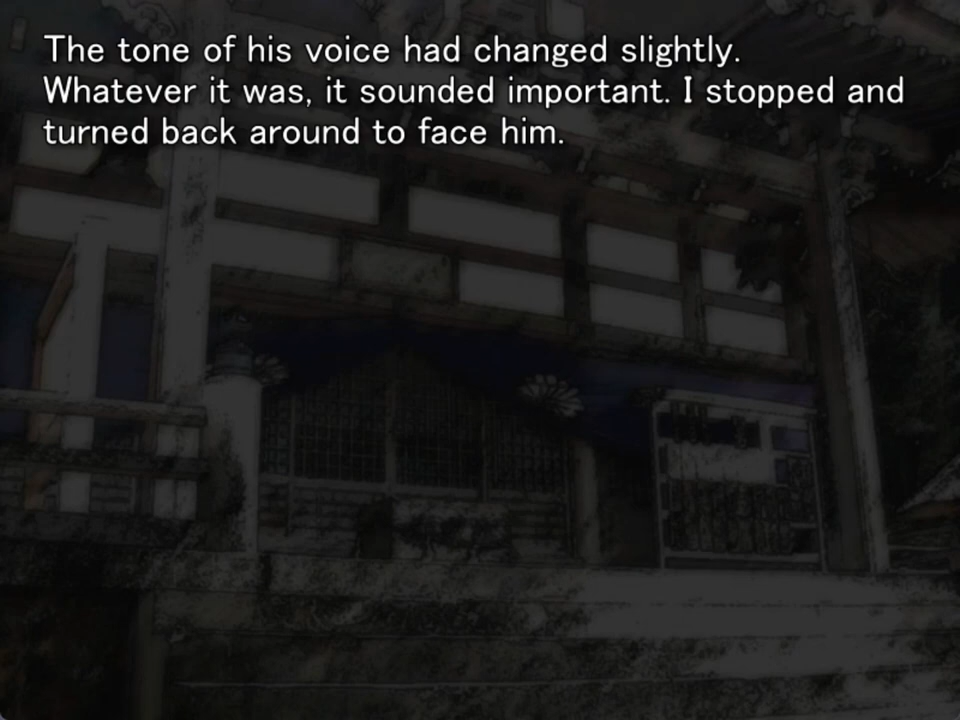 The tone of his voice had changed slightly.
Whatever it was, it sounded important. I stopped and
turned back around to face him.